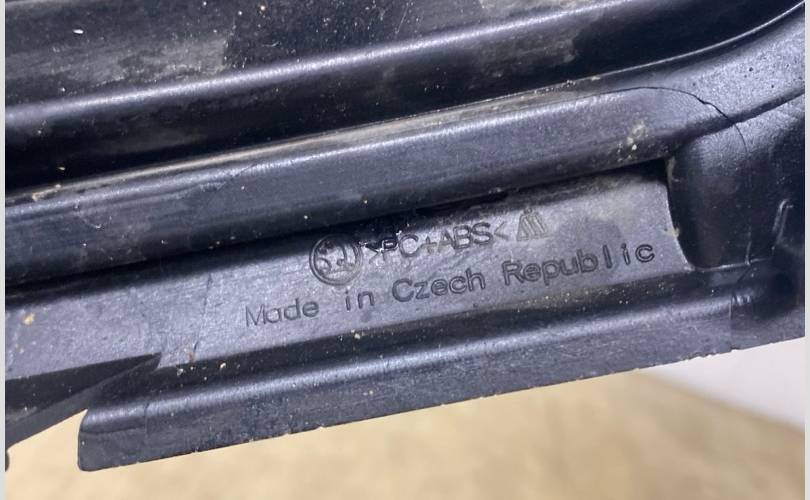 >PC+ABS<
Made in Czech Republic